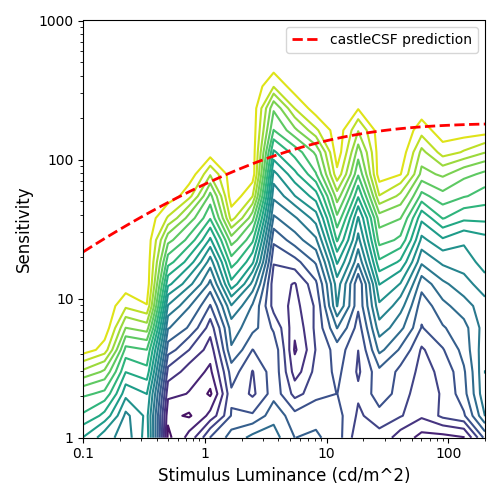 1000
castleCSF prediction
100
10
1
Sensitivity
0.1 1 10 100
Stimulus Luminance (cd/m^2)